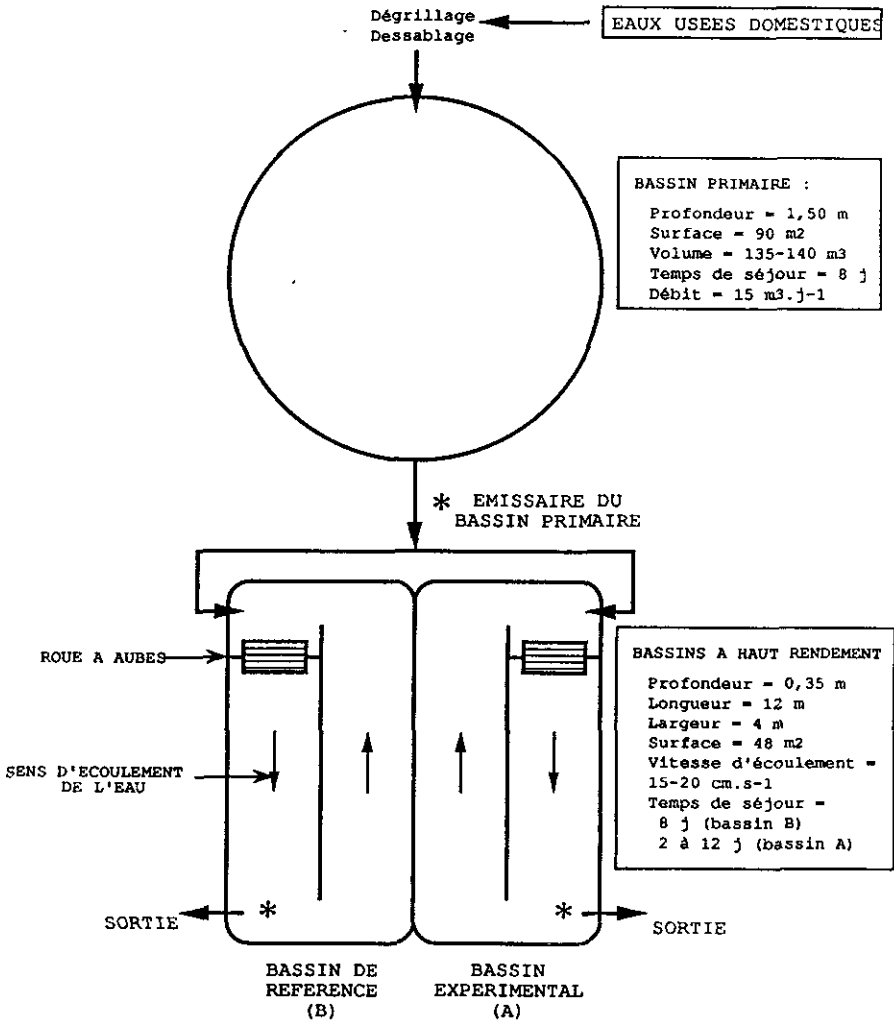 Dégrillage
Dessablage
EAUX USEES DOMESTIQUES
BASSIN PRIMAIRE :
Profondeur = 1,50 m
Surface = 90 m2
Volume = 135-140 m3
Temps de séjour = 8 j
Débit = 15 m3.j-1
* EMISSAIRE DU
BASSIN PRIMAIRE
ROUE A AUBES
SENS D'ECOULEMENT
DE L'EAU
BASSINS A HAUT RENDEMENT
Profondeur = 0,35 m
Longueur = 12 m
Largeur = 4 m
Surface = 48 m2
Vitesse d'écoulement =
15-20 cm.s-1
Temps de séjour =
8 j (bassin B)
2 à 12 j (bassin A)
*
*
SORTIE
SORTIE
BASSIN DE
REFERENCE
(B)
BASSIN
EXPERIMENTAL
(A)